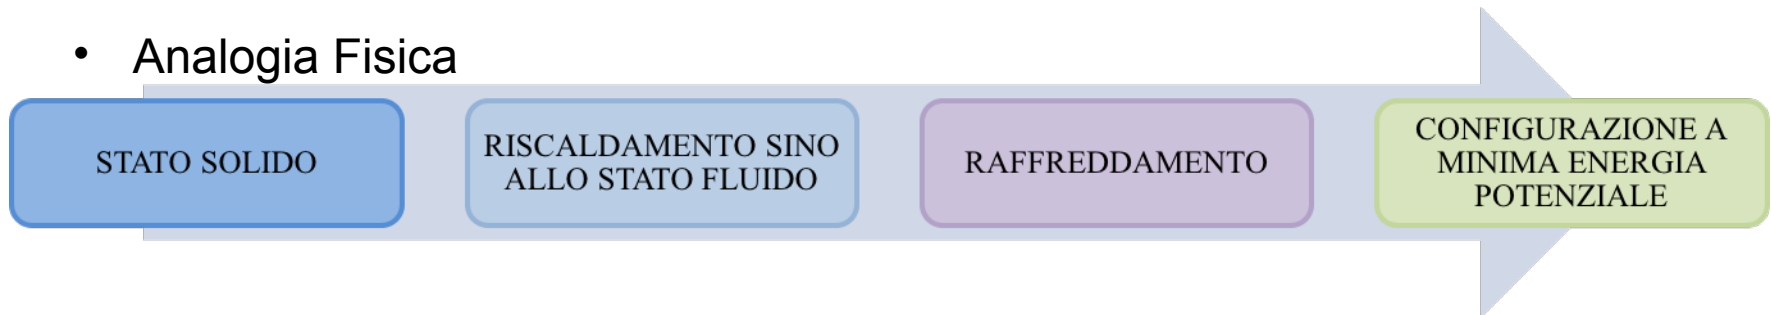 • Analogia Fisica
STATO SOLIDO
RISCALDAMENTO SINO
ALLO STATO FLUIDO
RAFFREDDAMENTO
CONFIGURAZIONE A
MINIMA ENERGIA
POTENZIALE